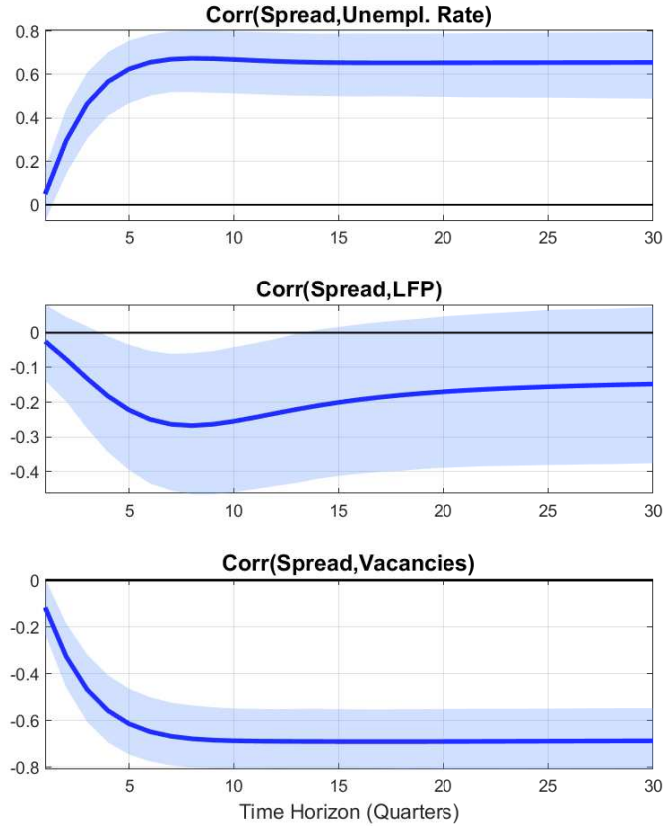 Corr(Spread,Unempl. Rate)
0.8
0.6
0.4
0.2
0
5 10 15 20 25 30
Corr(Spread,LFP)
0
-0.1
-0.2
-0.3
-0.4
5 10 15 20 25 30
Corr(Spread,Vacancies)
0
-0.2
-0.4
-0.6
-0.8
5 10 15 20 25 30
Time Horizon (Quarters)